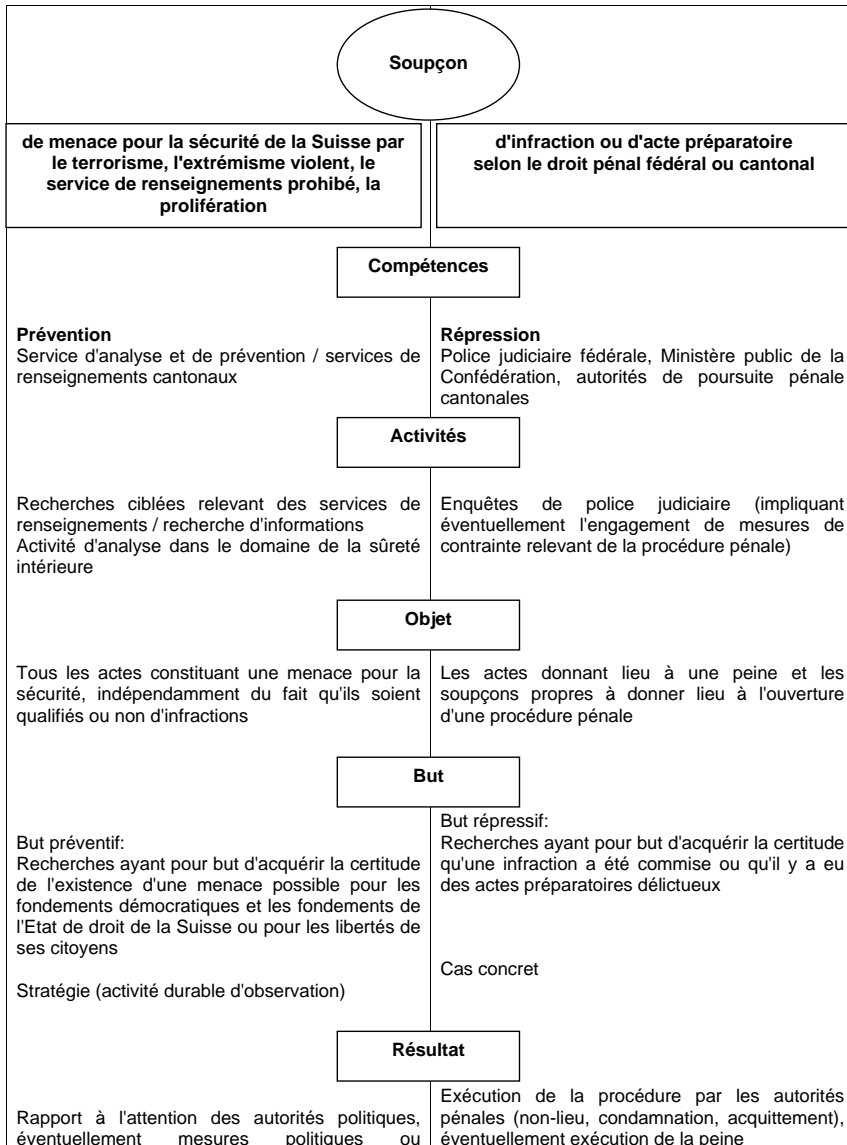 Soupçon
de menace pour la sécurité de la Suisse par
le terrorisme, l'extrémisme violent, le
service de renseignements prohibé, la
prolifération
d'infraction ou d'acte préparatoire
selon le droit pénal fédéral ou cantonal
Compétences
Prévention
Service d'analyse et de prévention / services de
renseignements cantonaux
Répression
Police judiciaire fédérale, Ministère public de la
Confédération, autorités de poursuite pénale
cantonales
Activités
Recherches ciblées relevant des services de
renseignements / recherche d'informations
Activité d'analyse dans le domaine de la sûreté
intérieure
Enquêtes de police judiciaire (impliquant
éventuellement l'engagement de mesures de
contrainte relevant de la procédure pénale)
Objet
Tous les actes constituant une menace pour la
sécurité, indépendamment du fait qu'ils soient
qualifiés ou non d'infractions
Les actes donnant lieu à une peine et les
soupçons propres à donner lieu à l'ouverture
d'une procédure pénale
But
But préventif:
Recherches ayant pour but d'acquérir la certitude
de l'existence d'une menace possible pour les
fondements démocratiques et les fondements de
l'Etat de droit de la Suisse ou pour les libertés de
ses citoyens
Stratégie (activité durable d'observation)
But répressif:
Recherches ayant pour but d'acquérir la certitude
qu'une infraction a été commise ou qu'il y a eu
des actes préparatoires délictueux
Cas concret
Résultat
Rapport à l'attention des autorités politiques,
éventuellement mesures politiques ou
Exécution de la procédure par les autorités
pénales (non-lieu, condamnation, acquittement),
éventuellement exécution de la peine